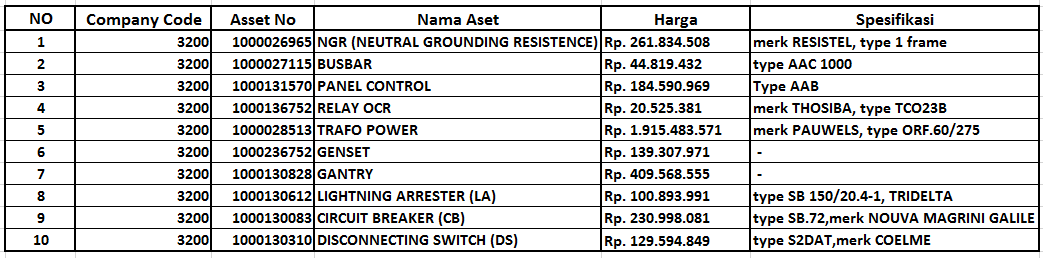 NO Company Code Asset No Nama Aset Harga Spesifikasi
1 3200 1000026965 NGR (NEUTRAL GROUNDING RESISTENCE) Rp. 261.834.508 merk RESISTEL, type 1 frame
2 3200 1000027115 BUSBAR Rp. 44.819.432 type AAC 1000
3 3200 1000131570 PANEL CONTROL Rp. 184.590.969 Type AAB
4 3200 1000136752 RELAY OCR Rp. 20.525.381 merk THOSIBA, type TCO23B
5 3200 1000028513 TRAFO POWER Rp. 1.915.483.571 merk PAUWELS, type ORF.60/275
6 3200 1000236752 GENSET Rp. 139.307.971 -
7 3200 1000130828 GANTRY Rp. 409.568.555 -
8 3200 1000130612 LIGHTNING ARRESTER (LA) Rp. 100.893.991 type SB 150/20.4-1, TRIDELTA
9 3200 1000130083 CIRCUIT BREAKER (CB) Rp. 230.998.081 type SB.72,merk NOUVA MAGRINI GALILE
10 3200 1000130310 DISCONNECTING SWITCH (DS) Rp. 129.594.849 type S2DAT,merk COELME